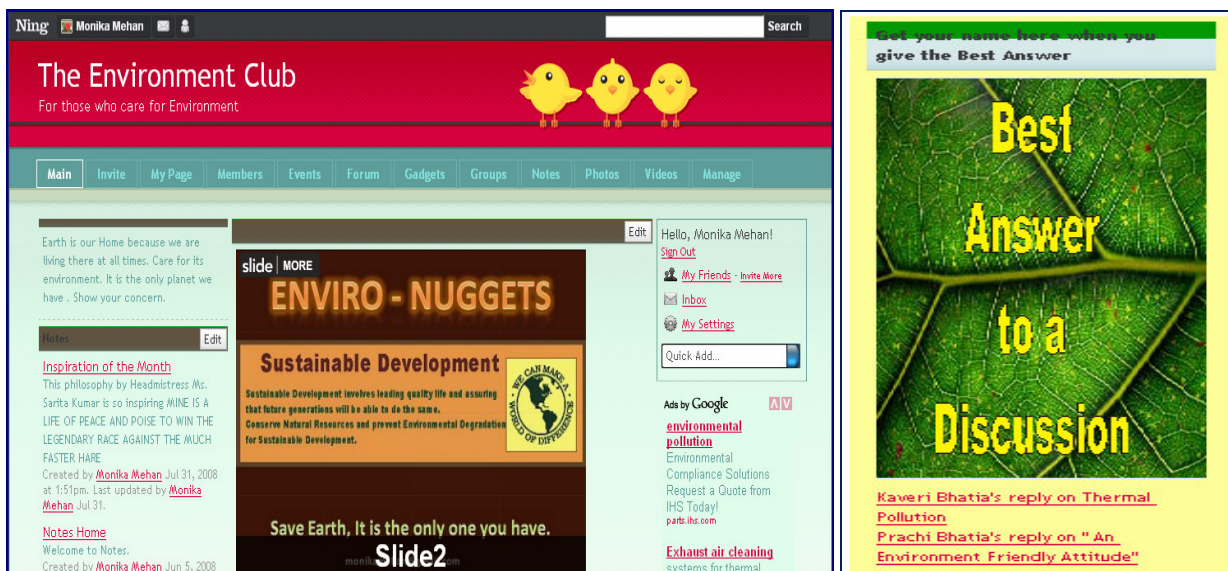 Ning Monika Mehan Search
The Environment Club
For those who care for Environment
Main Invite My Page Members Events Forum Gadgets Groups Notes Photos Videos Manage
Earth is our Home because we are
living there at all times. Care for its
environment. It is the only planet we
have . Show your concern.
Notes Edit
Inspiration of the Month
This philosophy by Headmistress Ms.
Sarita Kumar is so inspiring MINE IS A
LIFE OF PEACE AND POISE TO WIN THE
LEGENDARY RACE AGAINST THE MUCH
FASTER HARE
Created by Monika Mehan Jul 31, 2008
at 1:51pm. Last updated by Monika
Mehan Jul 31.
Notes Home
Welcome to Notes.
Created by Monika Mehan Jun 5, 2008
Edit
slide MORE
ENVIRO - NUGGETS
Sustainable Development
Sustainable Development involves leading quality life and assuring
that future generations will be able to do the same.
Conserve Natural Resources and prevent Environmental Degradation
for Sustainable Development.
WE CAN MAKE A
WORLD OF DIFFERENCE
Save Earth, It is the only one you have.
Slide2
Hello, Monika Mehan!
Sign Out
My Friends - Invite More
Inbox
My Settings
Quick Add...
Ads by Google
environmental
pollution
Environmental
Compliance Solutions
Request a Quote from
IHS Today!
parts.ihs.com
Exhaust air cleaning
systems for thermal
Get your name here when you
give the Best Answer
Best
Answer
to a
Discussion
Kaveri Bhatia's reply on Thermal
Pollution
Prachi Bhatia's reply on " An
Environment Friendly Attitude"